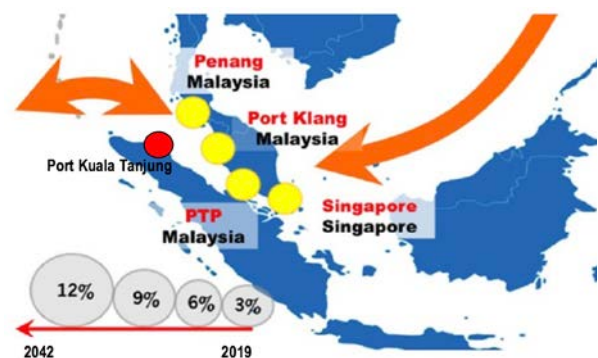 Penang
Malaysia
Port Klang
Malaysia
Port Kuala Tanjung
PTP
Malaysia
Singapore
Singapore
12%
9%
6%
3%
2042
2019